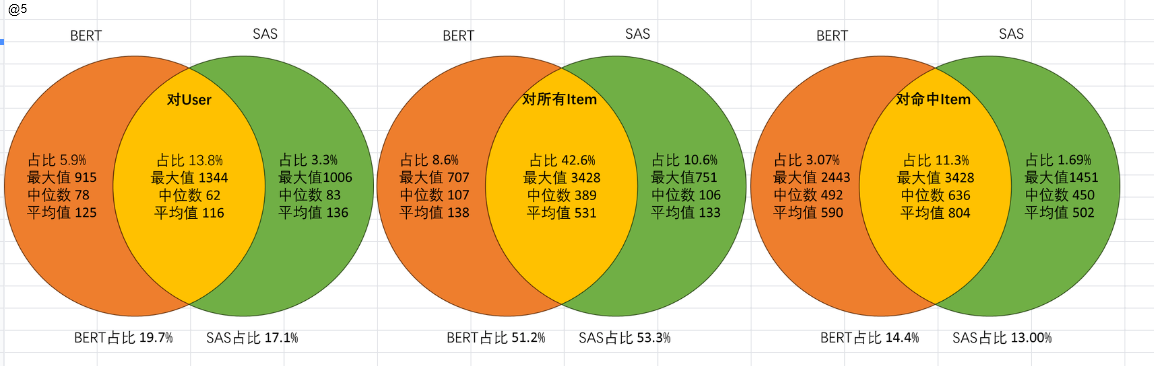 @5
BERT
SAS
对User
占比 5.9%
最大值 915
中位数 78
平均值 125
占比 13.8%
最大值 1344
中位数 62
平均值 116
占比 3.3%
最大值1006
中位数 83
平均值 136
BERT占比 19.7%
SAS占比 17.1%
BERT
SAS
对所有Item
占比 8.6%
最大值 707
中位数 107
平均值 138
占比 42.6%
最大值 3428
中位数 389
平均值 531
占比 10.6%
最大值751
中位数 106
平均值 133
BERT占比 51.2%
SAS占比 53.3%
BERT
SAS
对命中Item
占比 3.07%
最大值 2443
中位数 492
平均值 590
占比 11.3%
最大值 3428
中位数 636
平均值 804
占比 1.69%
最大值1451
中位数 450
平均值 502
BERT占比 14.4%
SAS占比 13.00%